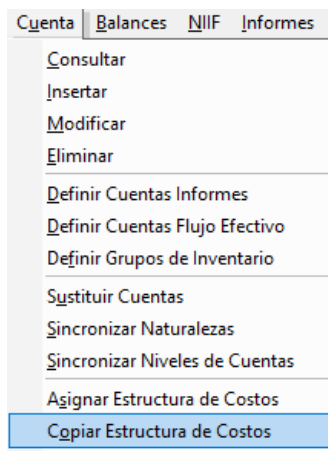 Cuenta Balances NIIF Informes
Consultar
Insertar
Modificar
Eliminar
Definir Cuentas Informes
Definir Cuentas Flujo Efectivo
Definir Grupos de Inventario
Sustituir Cuentas
Sincronizar Naturalezas
Sincronizar Niveles de Cuentas
Asignar Estructura de Costos
Copiar Estructura de Costos